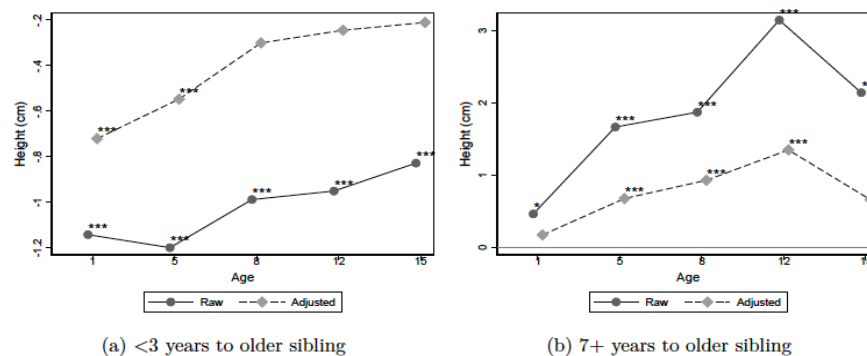 -.2
-.4
-.6
-.8
-1
-1.2
Height (cm)
***
***
***
***
***
***
***
1 5 8 12 15
Age
Raw Adjusted
(a) <3 years to older sibling
3
2
1
0
Height (cm)
***
***
***
*
*
***
***
***
1 5 8 12
Age
Raw Adjusted
(b) 7+ years to older sibling